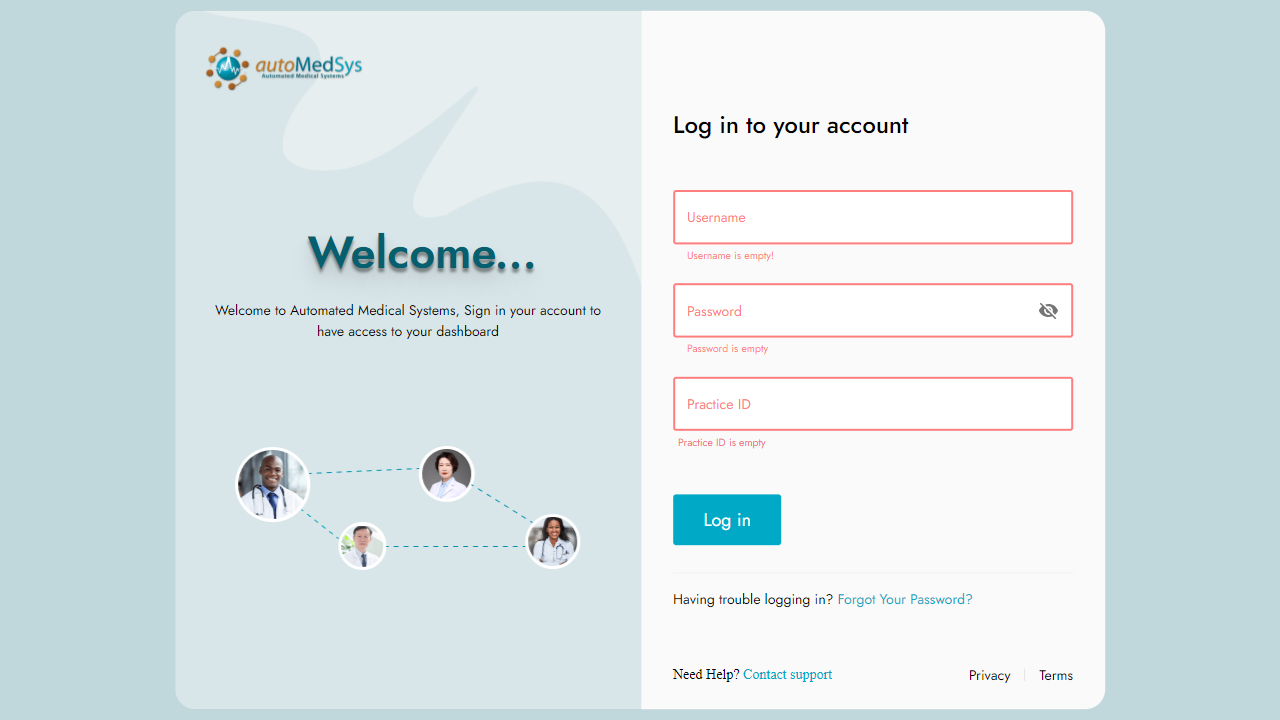 autoMedSys
Automated Medical Systems
Welcome...
Welcome to Automated Medical Systems, Sign in your account to
have access to your dashboard
Log in to your account
Username
Username is empty!
Password
Password is empty
Practice ID
Practice ID is empty
Log in
Having trouble logging in? Forgot Your Password?
Need Help? Contact support
Privacy
Terms